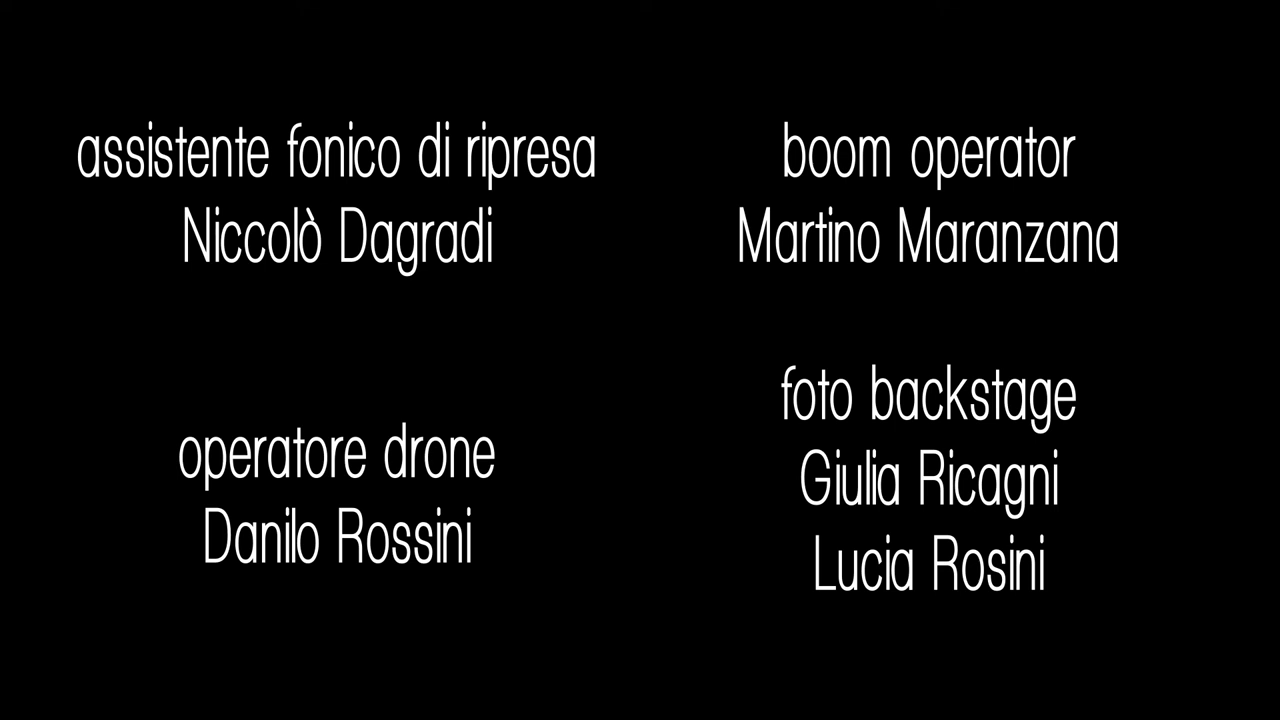 assistente fonico di ripresa
Niccolò Dagradi
boom operator
Martino Maranzana
operatore drone
Danilo Rossini
foto backstage
Giulia Ricagni
Lucia Rosini